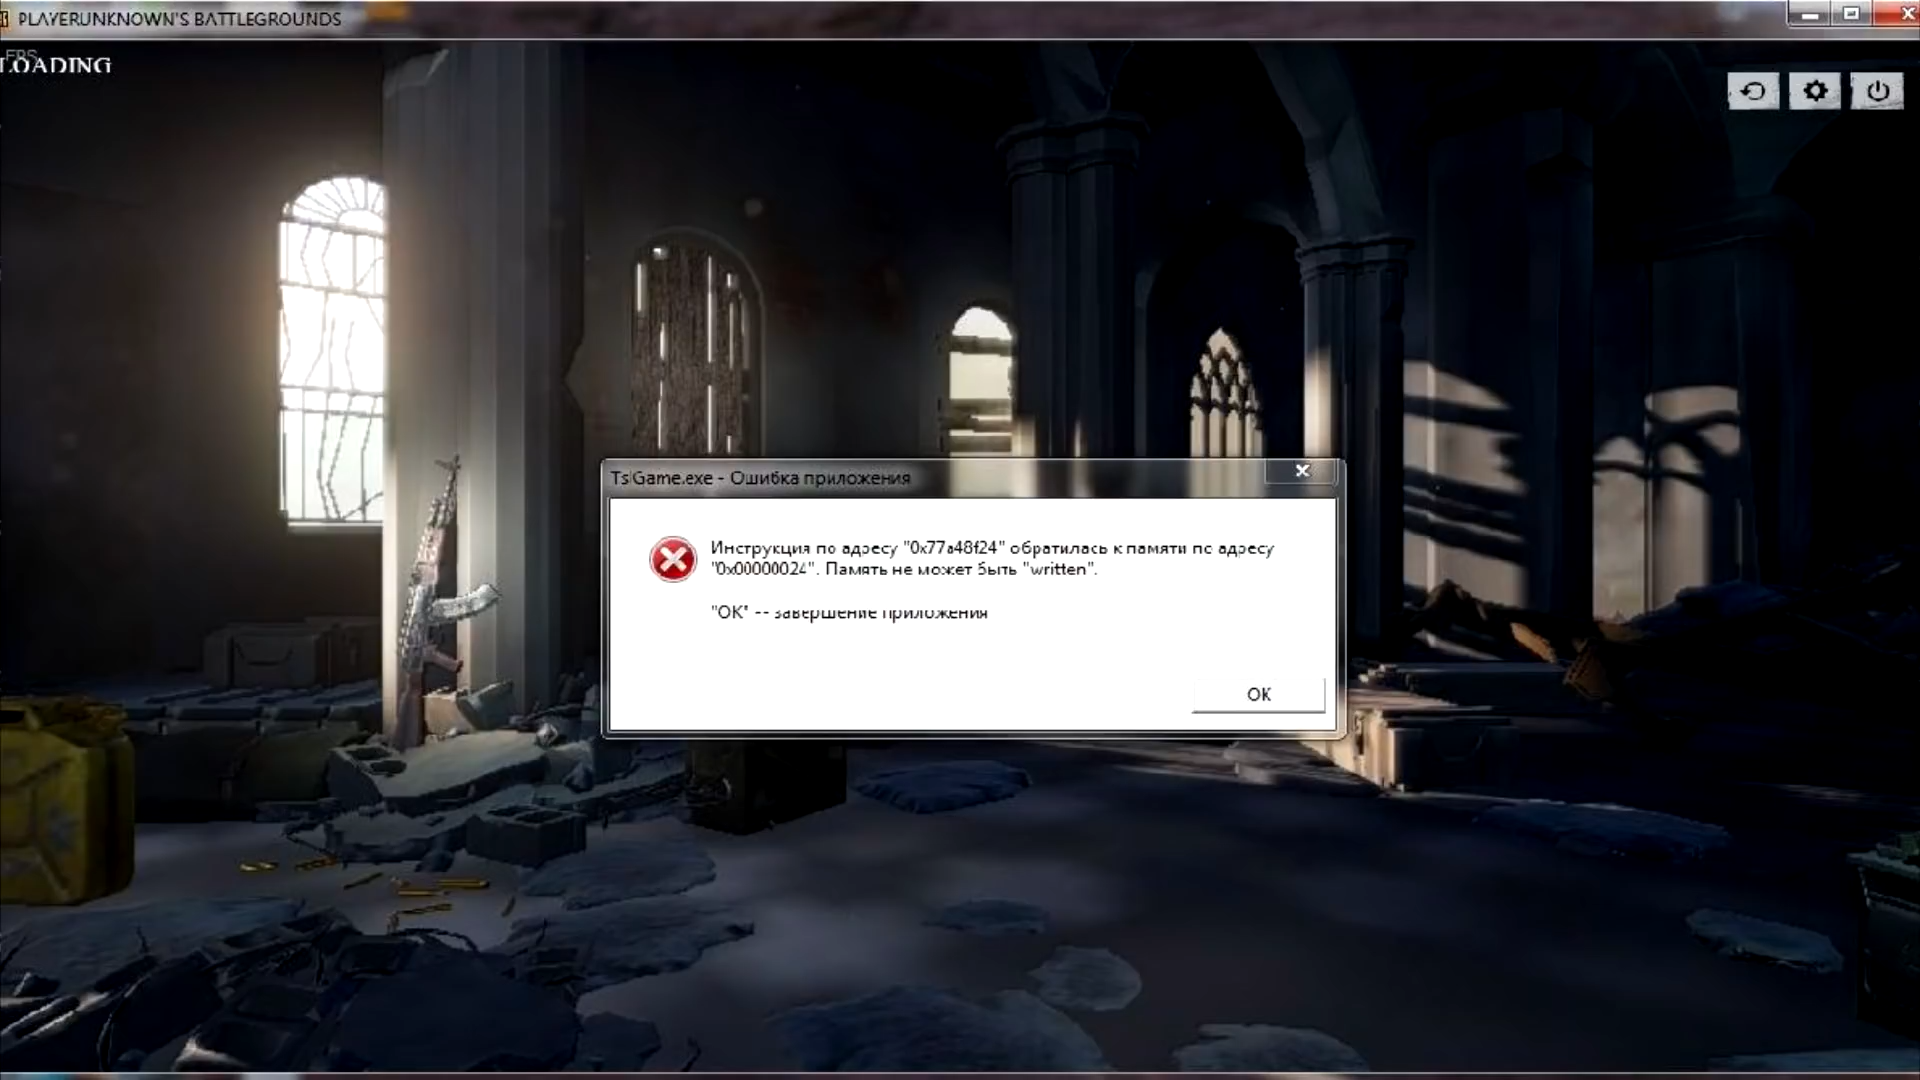 PLAYERUNKNOWN'S BATTLEGROUNDS
FPS
LOADING
TslGame.exe - Ошибка приложения
Инструкция по адресу "0x77a48f24" обратилась к памяти по адресу
"0x00000024". Память не может быть "written".
"OK" -- завершение приложения
OK